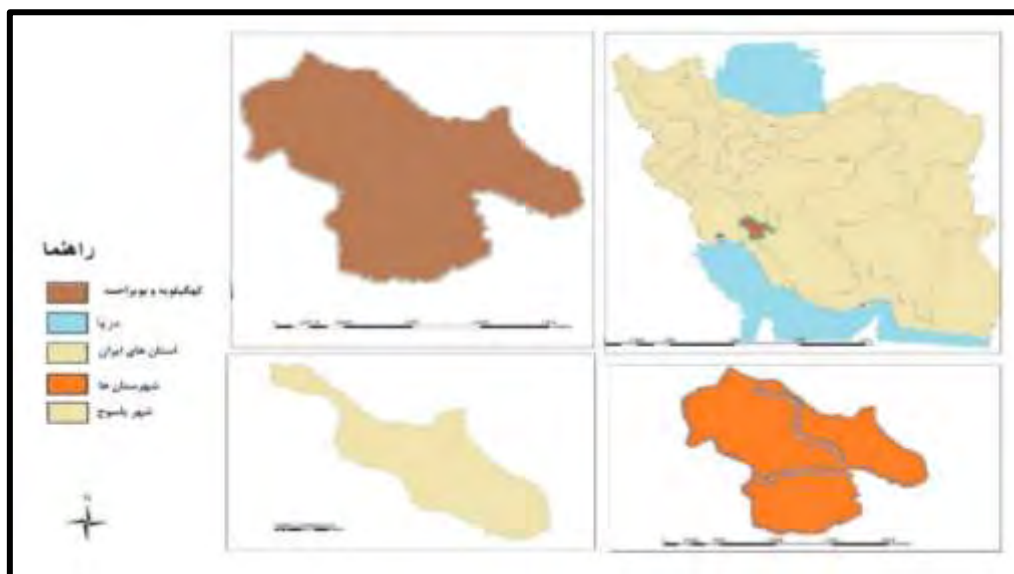 راهنما
کهگیلویه و بویراحمد
دریا
استان های ایران
شهرستان ها
شهر یاسوج
N